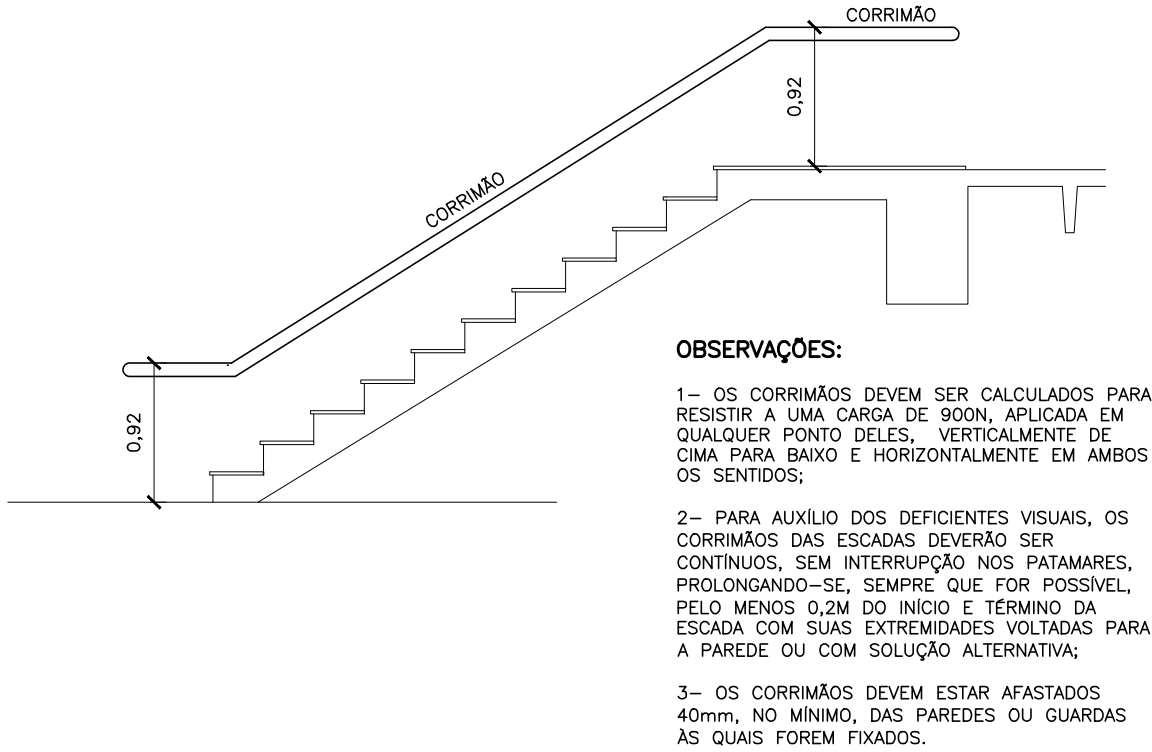 CORRIMÃO
0,92
CORRIMÃO
0,92
OBSERVAÇÕES:
1– OS CORRIMÃOS DEVEM SER CALCULADOS PARA
RESISTIR A UMA CARGA DE 900N, APLICADA EM
QUALQUER PONTO DELES, VERTICALMENTE DE
CIMA PARA BAIXO E HORIZONTALMENTE EM AMBOS
OS SENTIDOS;
2– PARA AUXÍLIO DOS DEFICIENTES VISUAIS, OS
CORRIMÃOS DAS ESCADAS DEVERÃO SER
CONTÍNUOS, SEM INTERRUPÇÃO NOS PATAMARES,
PROLONGANDO–SE, SEMPRE QUE FOR POSSÍVEL,
PELO MENOS 0,2M DO INÍCIO E TÉRMINO DA
ESCADA COM SUAS EXTREMIDADES VOLTADAS PARA
A PAREDE OU COM SOLUÇÃO ALTERNATIVA;
3– OS CORRIMÃOS DEVEM ESTAR AFASTADOS
40mm, NO MÍNIMO, DAS PAREDES OU GUARDAS
ÀS QUAIS FOREM FIXADOS.